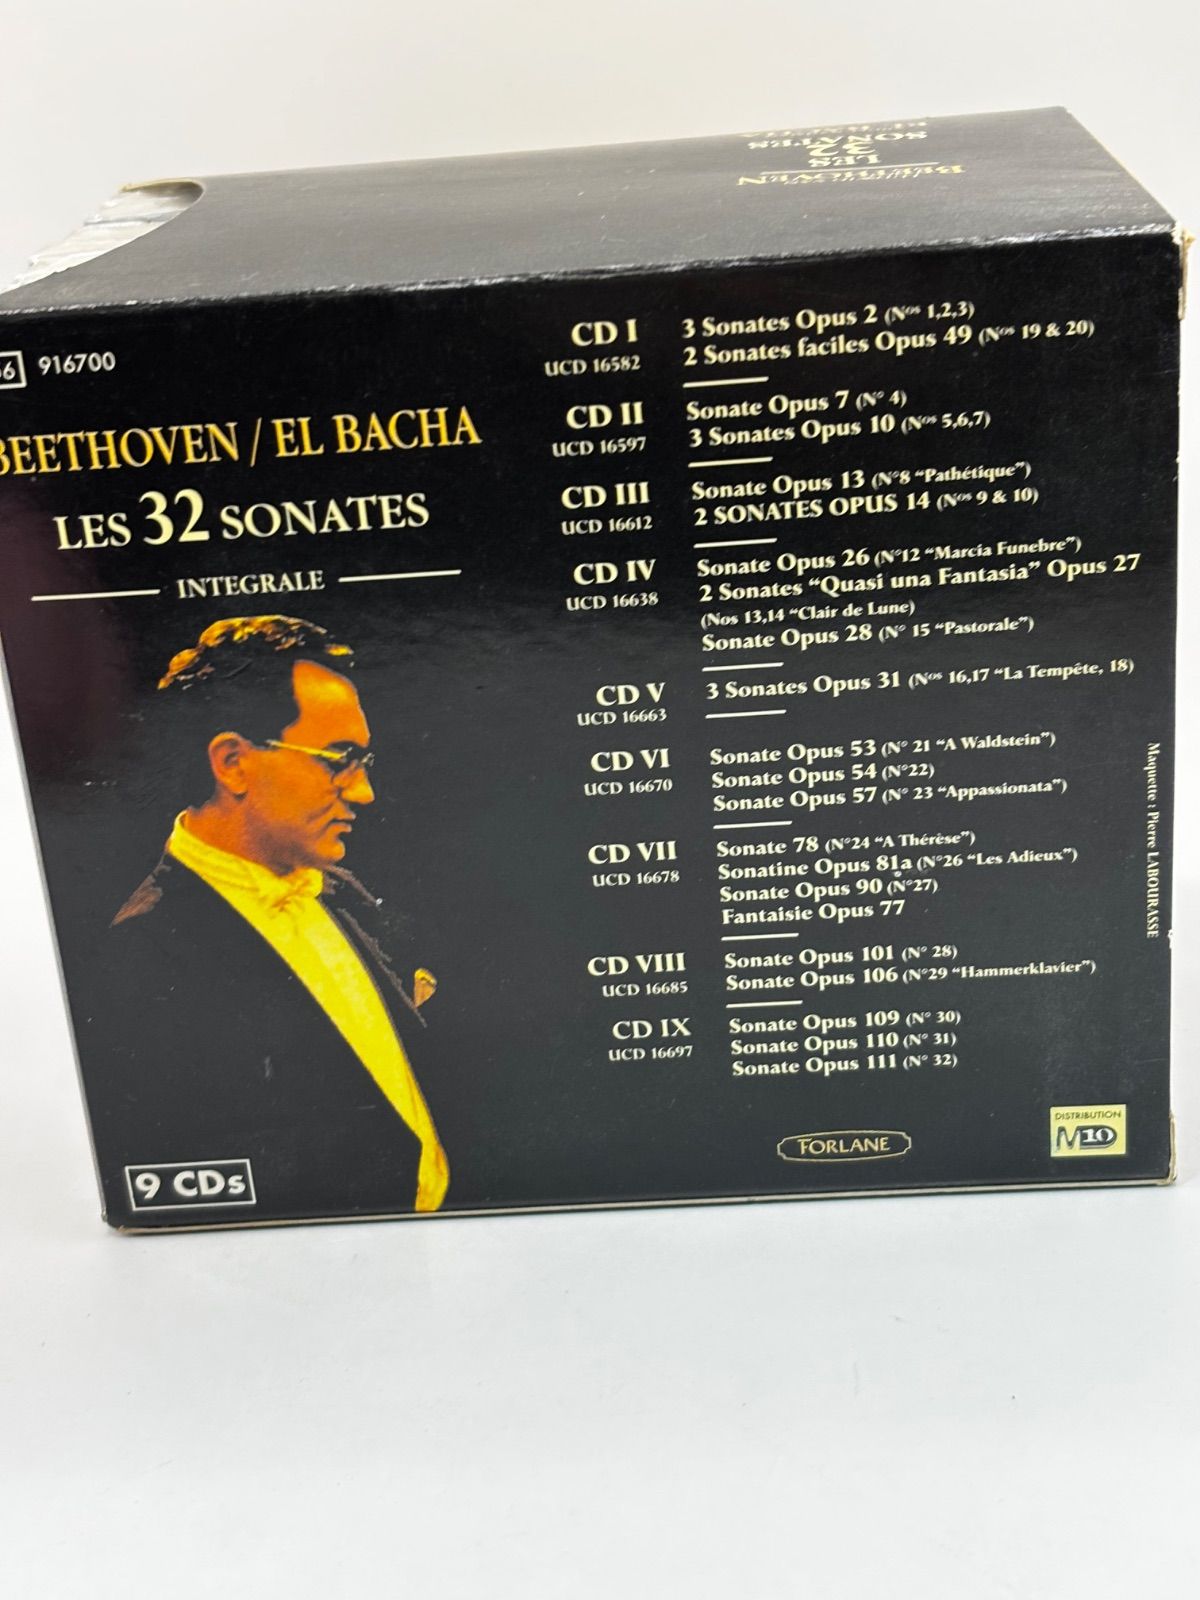 BEETHOVEN
LES
32
SONATES
EL BACHA
916700
BEETHOVEN / EL BACHA
LES 32 SONATES
INTEGRALE
9 CDs
CD I
UCD 16582
3 Sonates Opus 2 (Nos 1,2,3)
2 Sonates faciles Opus 49 (Nos 19 & 20)
CD II
UCD 16597
Sonate Opus 7 (N° 4)
3 Sonates Opus 10 (Nos 5,6,7)
CD III
UCD 16612
Sonate Opus 13 (N°8 “Pathétique”)
2 SONATES OPUS 14 (Nos 9 & 10)
CD IV
UCD 16638
Sonate Opus 26 (N°12 “Marcia Funebre”)
2 Sonates “Quasi una Fantasia” Opus 27
(Nos 13,14 “Clair de Lune)
Sonate Opus 28 (N° 15 “Pastorale”)
CD V
UCD 16663
3 Sonates Opus 31 (Nos 16,17 “La Tempête, 18)
CD VI
UCD 16670
Sonate Opus 53 (N° 21 “A Waldstein”)
Sonate Opus 54 (N°22)
Sonate Opus 57 (N° 23 “Appassionata”)
CD VII
UCD 16678
Sonate 78 (N°24 “A Thérèse”)
Sonatine Opus 81a (N°26 “Les Adieux”)
Sonate Opus 90 (N°27)
Fantaisie Opus 77
CD VIII
UCD 16685
Sonate Opus 101 (N° 28)
Sonate Opus 106 (N°29 “Hammerklavier”)
CD IX
UCD 16697
Sonate Opus 109 (N° 30)
Sonate Opus 110 (N° 31)
Sonate Opus 111 (N° 32)
Maquette : Pierre LABOURASSE
FORLANE
DISTRIBUTION
M10